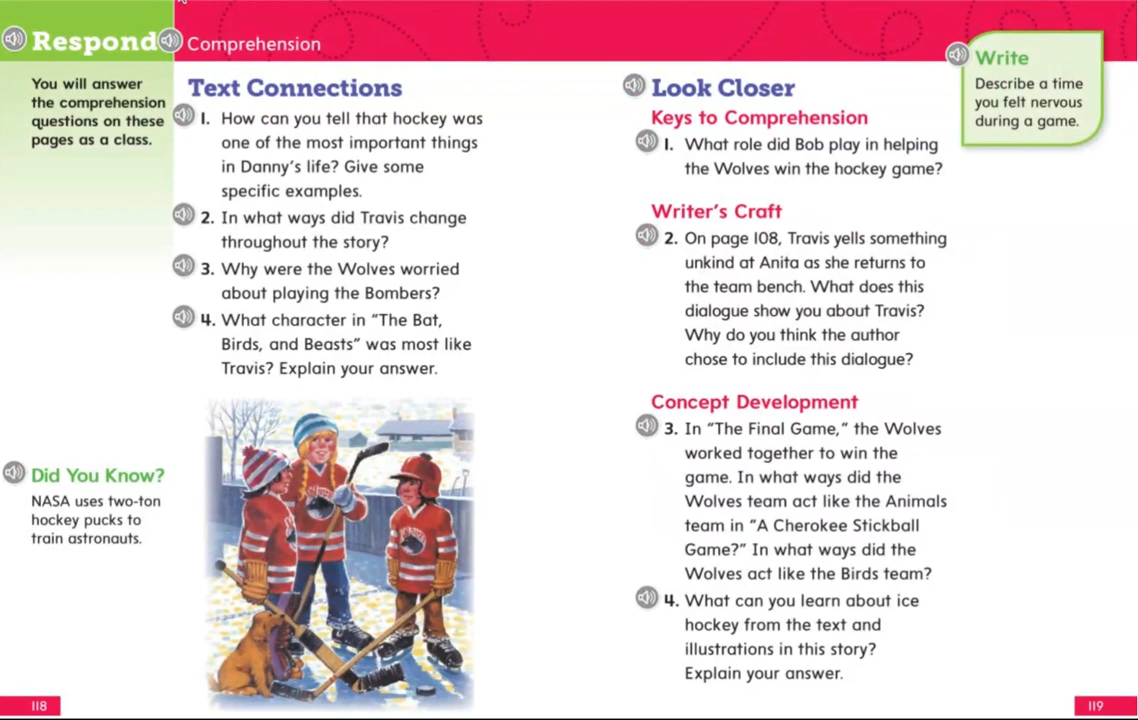 Respond
Comprehension
You will answer
the comprehension
questions on these
pages as a class.
Text Connections
1. How can you tell that hockey was
one of the most important things
in Danny's life? Give some
specific examples.
2. In what ways did Travis change
throughout the story?
3. Why were the Wolves worried
about playing the Bombers?
4. What character in "The Bat,
Birds, and Beasts" was most like
Travis? Explain your answer.
Did You Know?
NASA uses two-ton
hockey pucks to
train astronauts.
118
Look Closer
Keys to Comprehension
1. What role did Bob play in helping
the Wolves win the hockey game?
Writer's Craft
2. On page 108, Travis yells something
unkind at Anita as she returns to
the team bench. What does this
dialogue show you about Travis?
Why do you think the author
chose to include this dialogue?
Concept Development
3. In "The Final Game," the Wolves
worked together to win the
game. In what ways did the
Wolves team act like the Animals
team in "A Cherokee Stickball
Game?" In what ways did the
Wolves act like the Birds team?
4. What can you learn about ice
hockey from the text and
illustrations in this story?
Explain your answer.
Write
Describe a time
you felt nervous
during a game.
119